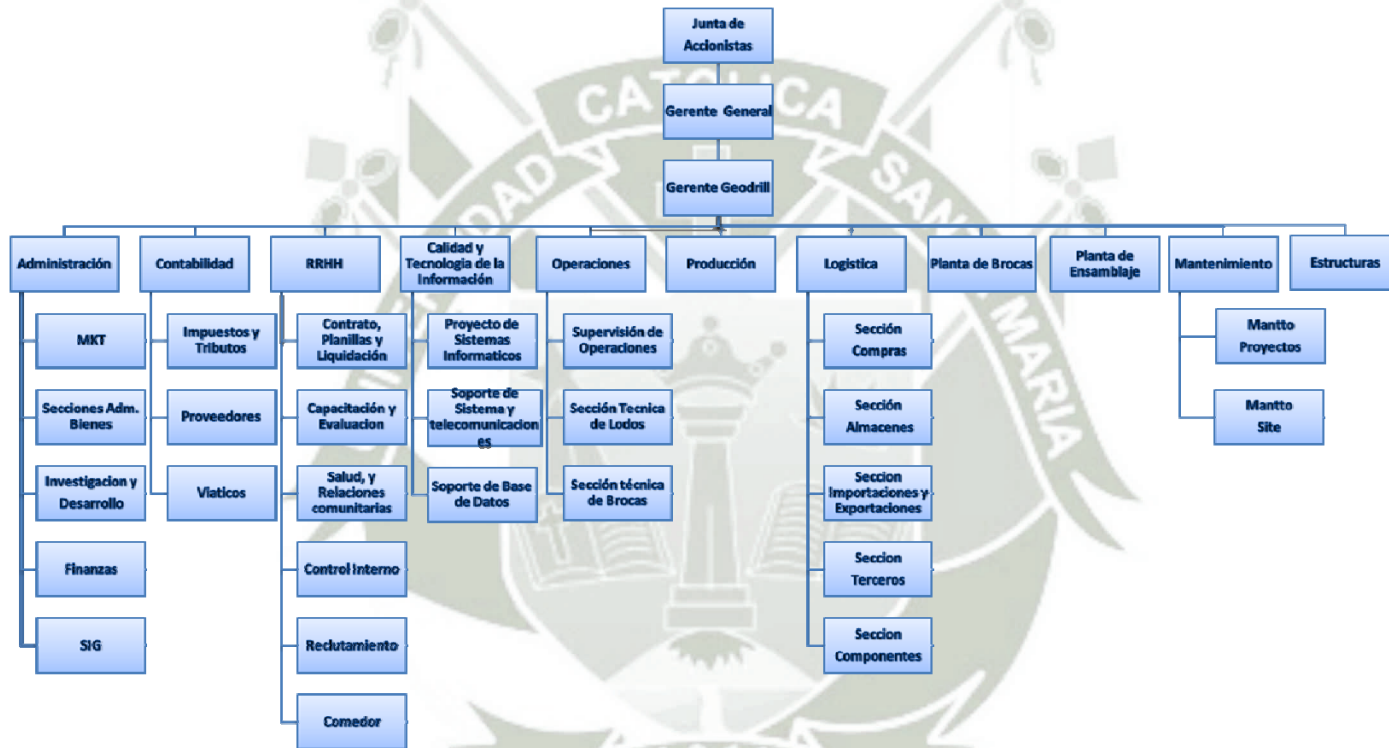 Junta de
Accionistas
Gerente General
Gerente Geodrill
Administración
Contabilidad
RRHH
Calidad y
Tecnologia de la
Información
Operaciones
Producción
Logistica
Planta de Brocas
Planta de
Ensamblaje
Mantenimiento
Estructuras
MKT
Secciones Adm.
Bienes
Investigacion y
Desarrollo
Finanzas
SIG
Impuestos y
Tributos
Proveedores
Viaticos
Contrato,
Planillas y
Liquidación
Capacitación y
Evaluacion
Salud, y
Relaciones
comunitarias
Control Interno
Reclutamiento
Comedor
Proyecto de
Sistemas
Informaticos
Soporte de
Sistema y
telecomunicacion
es
Soporte de Base
de Datos
Supervisión de
Operaciones
Sección Tecnica
de Lodos
Sección técnica
de Brocas
Sección
Compras
Sección
Almacenes
Seccion
Importaciones y
Exportaciones
Seccion
Terceros
Seccion
Componentes
Mantto
Proyectos
Mantto
Site
CATOLICA
MARIA